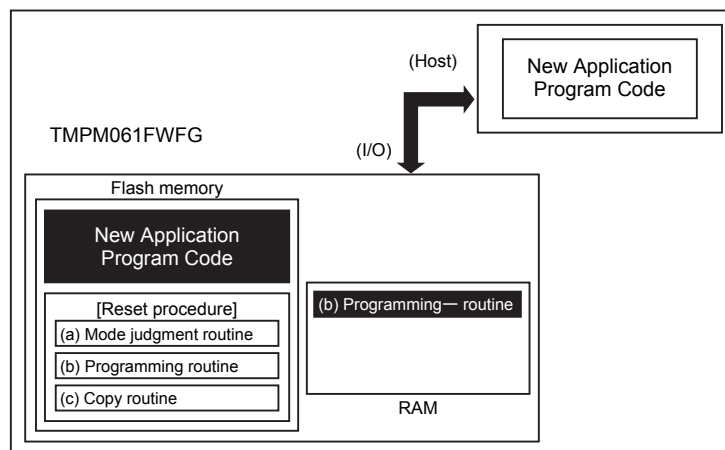 (Host)
New Application
Program Code
TMPM061FWFG
(I/O)
Flash memory
New Application
Program Code
[Reset procedure]
(a) Mode judgment routine
(b) Programming routine
(c) Copy routine
(b) Programming— routine
RAM